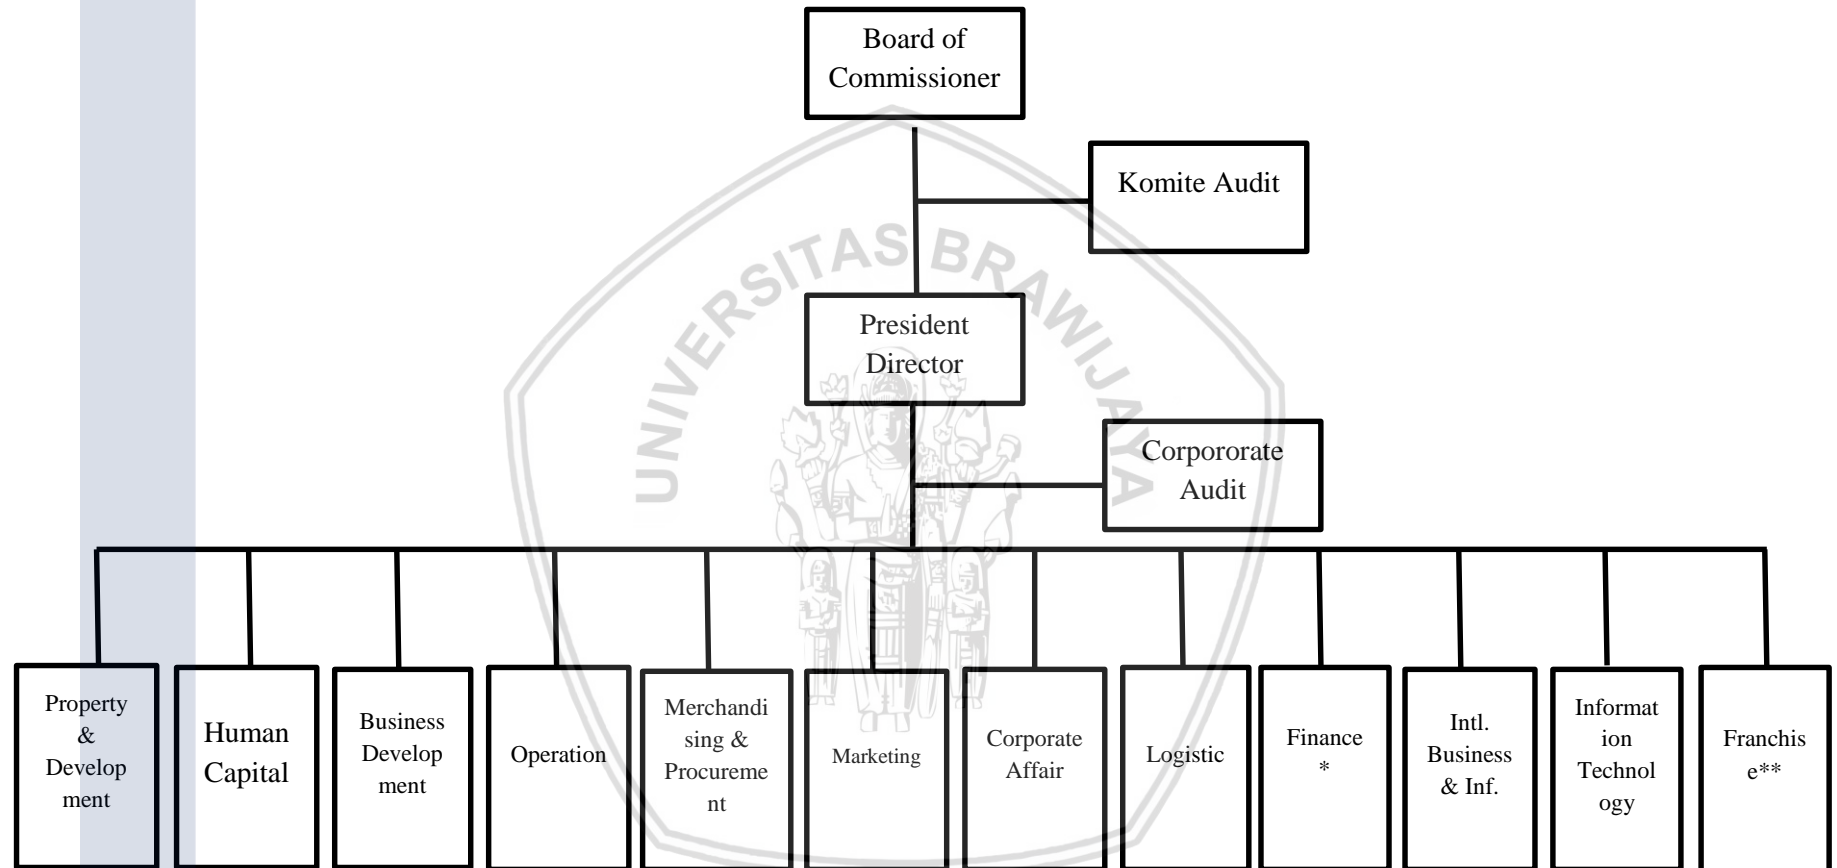 Board of
Commissioner
Komite Audit
UNIVERSITAS BRAWIJAYA
President
Director
Corpororate
Audit
Property
&
Develop
ment
Human
Capital
Business
Develop
ment
Operation
Merchandi
sing &
Procureme
nt
Marketing
Corporate
Affair
Logistic
Finance
*
Intl.
Business
& Inf.
Informat
ion
Technol
ogy
Franchis
e**